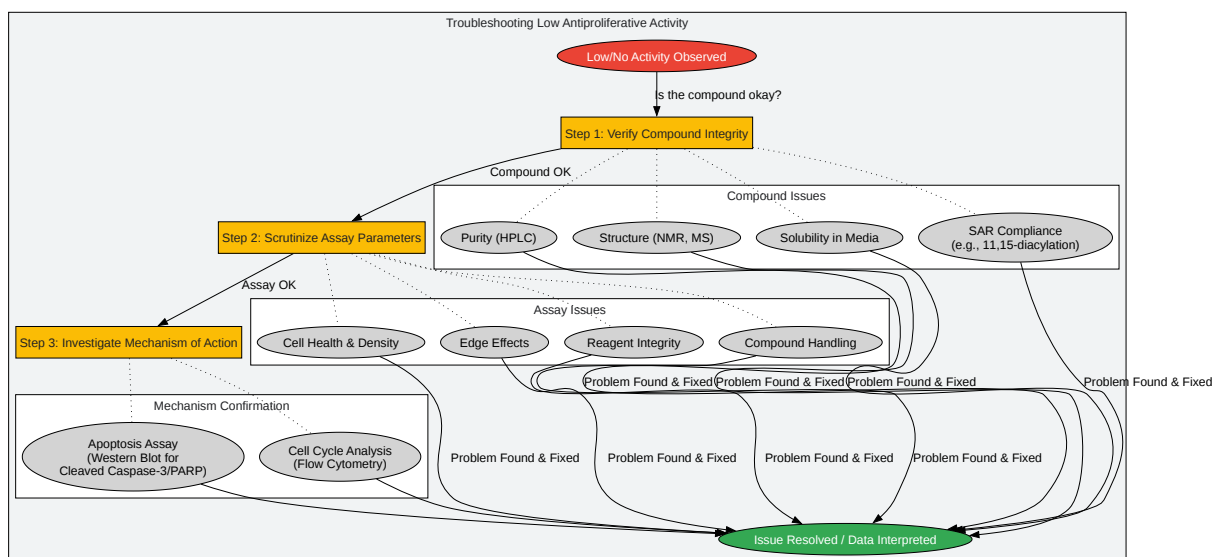 Troubleshooting Low Antiproliferative Activity
Low/No Activity Observed
Is the compound okay?
Step 1: Verify Compound Integrity
Compound OK
Compound Issues
Purity (HPLC)
Structure (NMR, MS)
Solubility in Media
SAR Compliance
(e.g., 11,15-diacylation)
Step 2: Scrutinize Assay Parameters
Assay OK
Assay Issues
Cell Health & Density
Edge Effects
Reagent Integrity
Compound Handling
Step 3: Investigate Mechanism of Action
Problem Found & Fixed
Problem Found & Fixed
Problem Found & Fixed
Problem Found & Fixed
Mechanism Confirmation
Apoptosis Assay
(Western Blot for
Cleaved Caspase-3/PARP)
Cell Cycle Analysis
(Flow Cytometry)
Problem Found & Fixed
Problem Found & Fixed
Problem Found & Fixed
Problem Found & Fixed
Issue Resolved / Data Interpreted